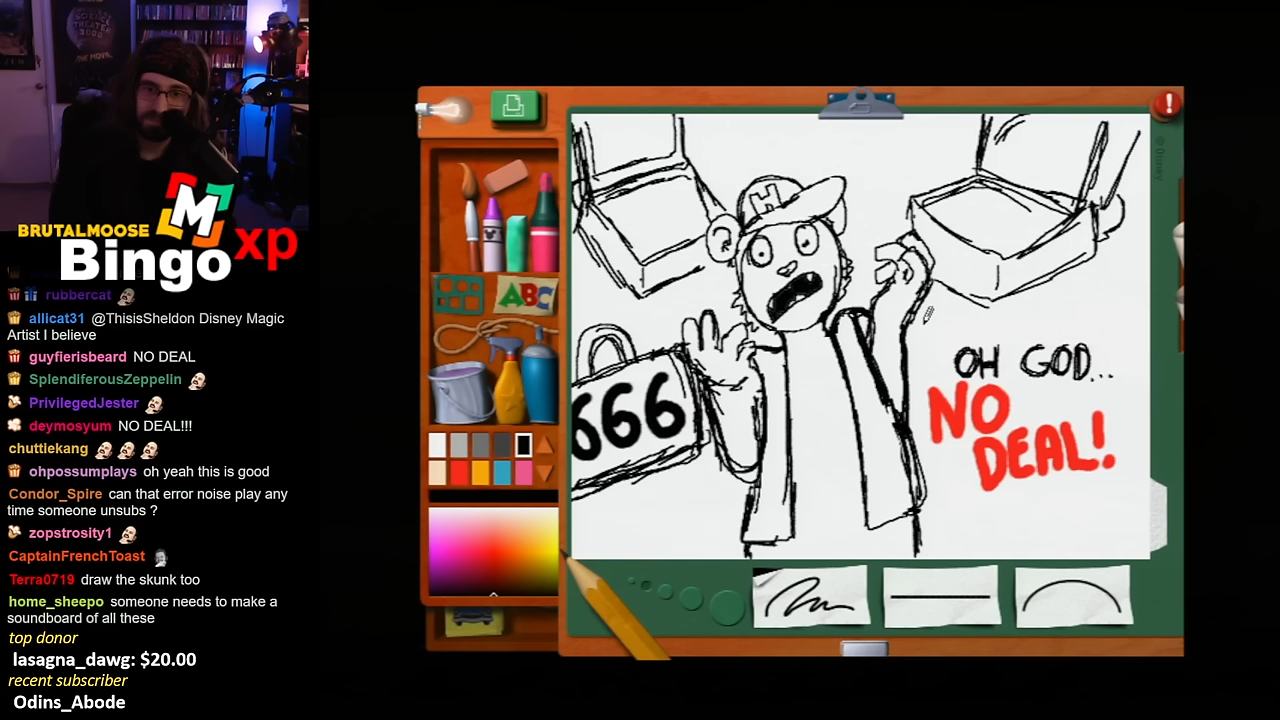 BRUTALMOOSE
M
Bingo xp
rubbercat
allicat31 @ThisisSheldon Disney Magic
Artist I believe
guyfierisbeard NO DEAL
SplendiferousZeppelin
PrivilegedJester
deymosyum NO DEAL!!!
chuttiekang
ohpossumplays oh yeah this is good
Condor_Spire can that error noise play any
time someone unsubs ?
zopstrosity1
CaptainFrenchToast
Terra0719 draw the skunk too
home_sheepo someone needs to make a
soundboard of all these
top donor
lasagna_dawg: $20.00
recent subscriber
Odins_Abode
ABC
H
666
OH GOD...
NO
DEAL!
!
© Disney